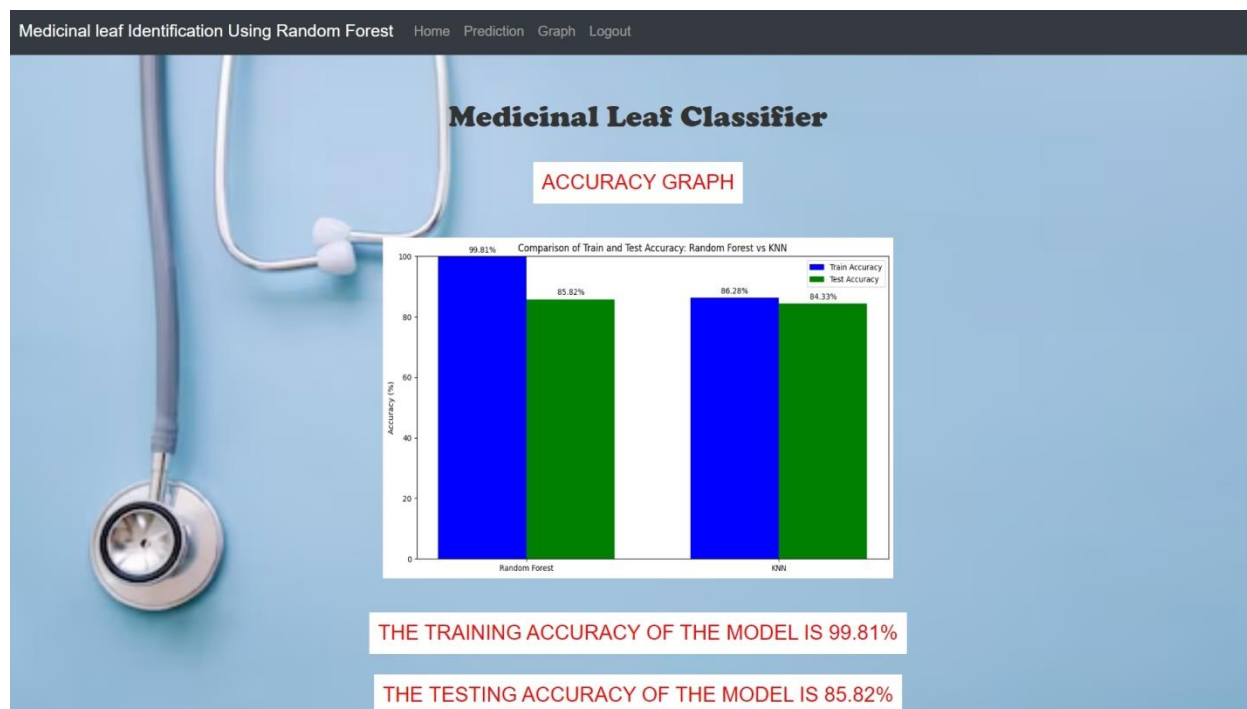 Medicinal leaf Identification Using Random Forest Home Prediction Graph Logout
Medicinal Leaf Classifier
ACCURACY GRAPH
Comparison of Train and Test Accuracy: Random Forest vs KNN
99.81%
85.82%
86.28%
84.33%
Train Accuracy
Test Accuracy
Accuracy (%)
100
80
60
40
20
0
Random Forest KNN
THE TRAINING ACCURACY OF THE MODEL IS 99.81%
THE TESTING ACCURACY OF THE MODEL IS 85.82%